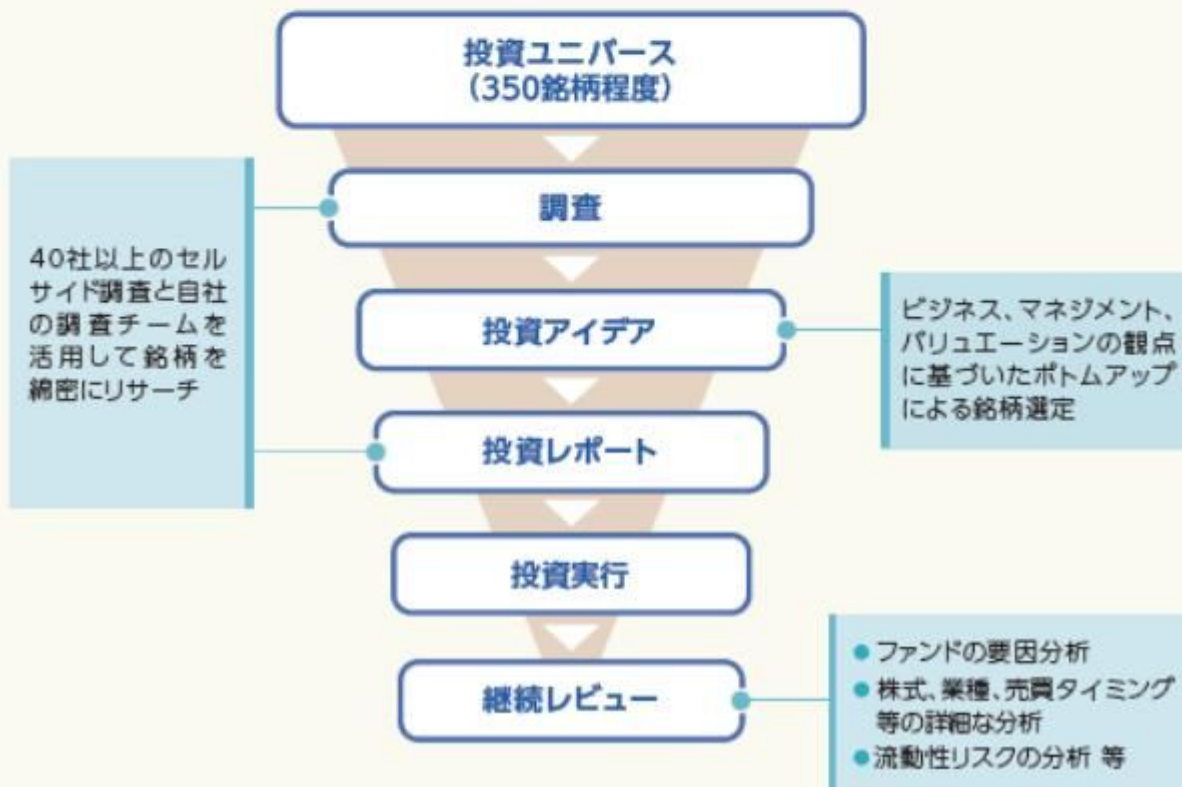 投資ユニバース
（350銘柄程度）
調査
40社以上のセル
サイド調査と自社
の調査チームを
活用して銘柄を
綿密にリサーチ
投資アイデア
ビジネス、マネジメント、
バリュエーションの観点
に基づいたボトムアップ
による銘柄選定
投資レポート
投資実行
継続レビュー
●ファンドの要因分析
●株式、業種、売買タイミング
等の詳細な分析
●流動性リスクの分析 等